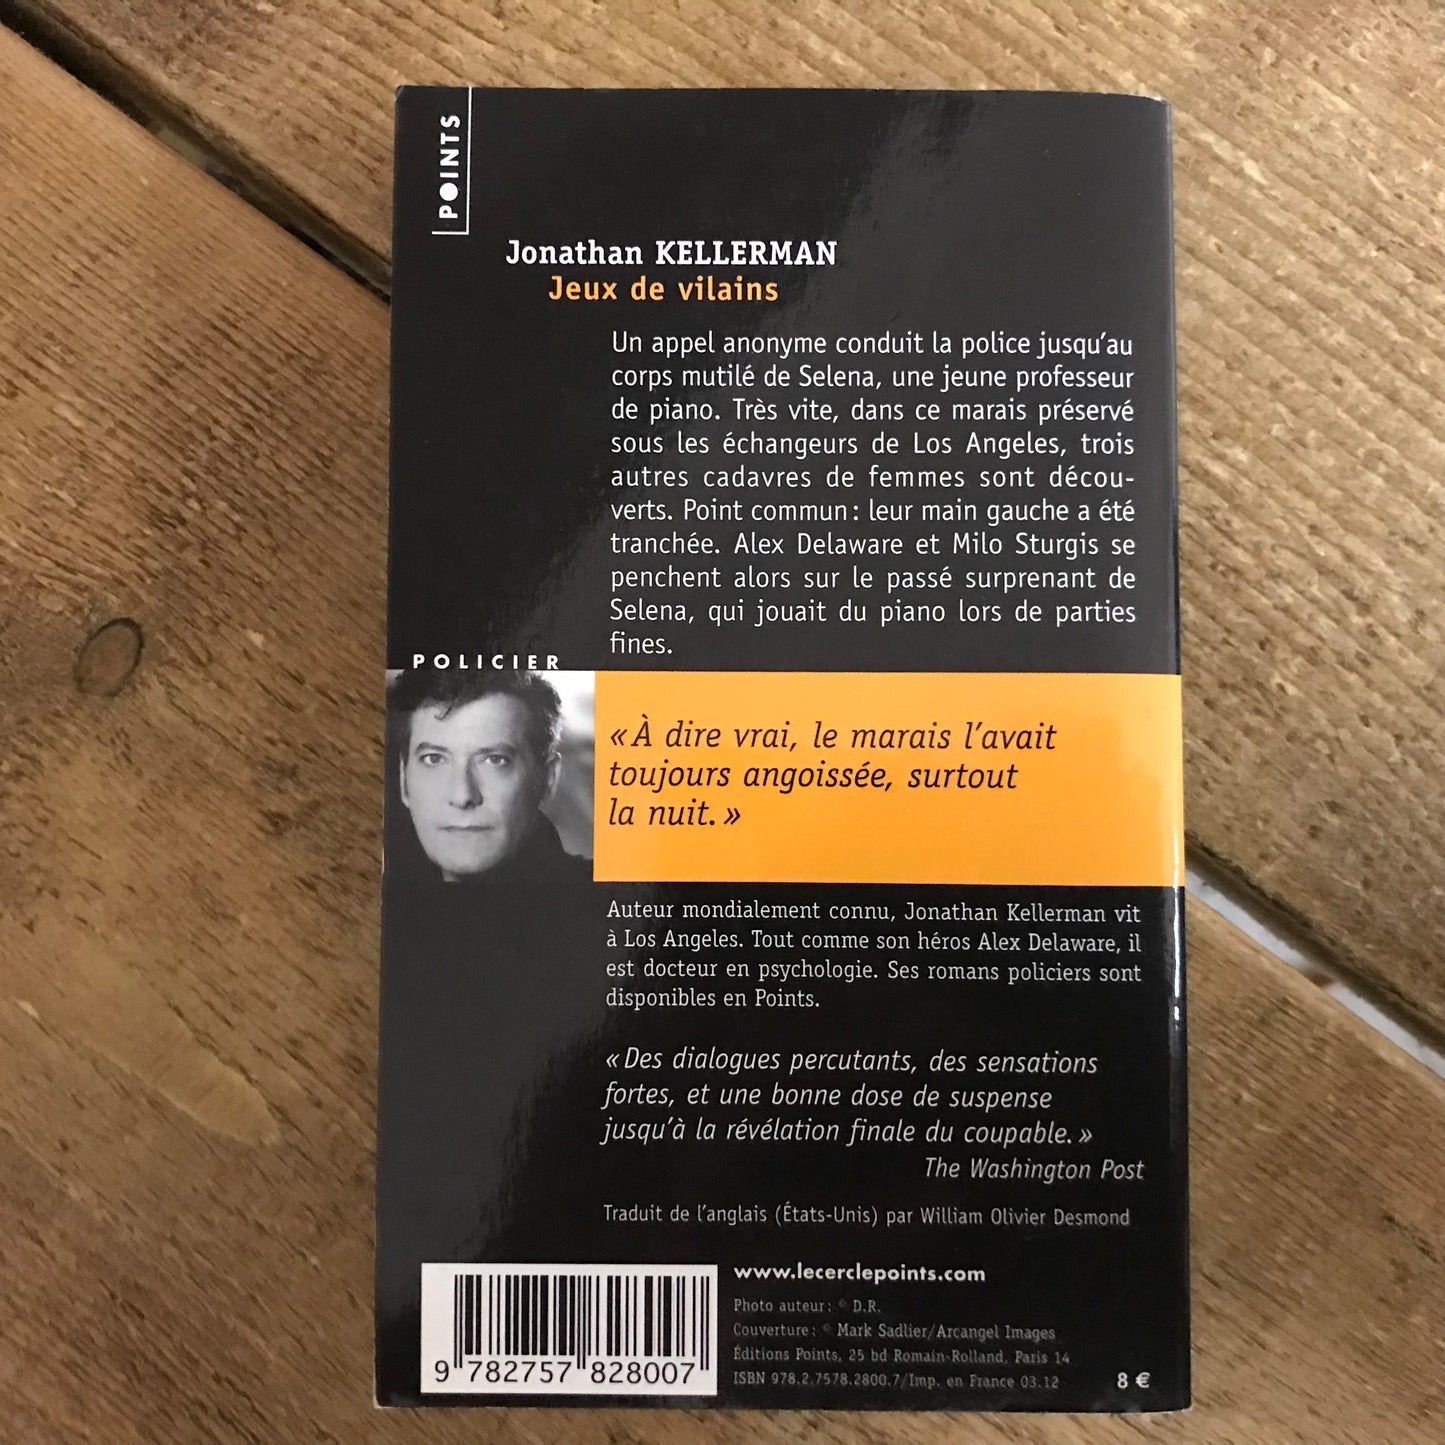 POINTS
Jonathan KELLERMAN
Jeux de vilains
Un appel anonyme conduit la police jusqu'au
corps mutilé de Selena, une jeune professeur
de piano. Très vite, dans ce marais préservé
sous les échangeurs de Los Angeles, trois
autres cadavres de femmes sont décou-
verts. Point commun : leur main gauche a été
tranchée. Alex Delaware et Milo Sturgis se
penchent alors sur le passé surprenant de
Selena, qui jouait du piano lors de parties
fines.
POLICIER
« À dire vrai, le marais l'avait
toujours angoissée, surtout
la nuit. »
Auteur mondialement connu, Jonathan Kellerman vit
à Los Angeles. Tout comme son héros Alex Delaware, il
est docteur en psychologie. Ses romans policiers sont
disponibles en Points.
« Des dialogues percutants, des sensations
fortes, et une bonne dose de suspense
jusqu'à la révélation finale du coupable. »
The Washington Post
Traduit de l'anglais (États-Unis) par William Olivier Desmond
www.lecerclepoints.com
Photo auteur : © D.R.
Couverture : © Mark Sadlier/Arcangel Images
Éditions Points, 25 bd Romain-Rolland, Paris 14
ISBN 978.2.7578.2800.7/Imp. en France 03.12
8 €
9 782757 828007